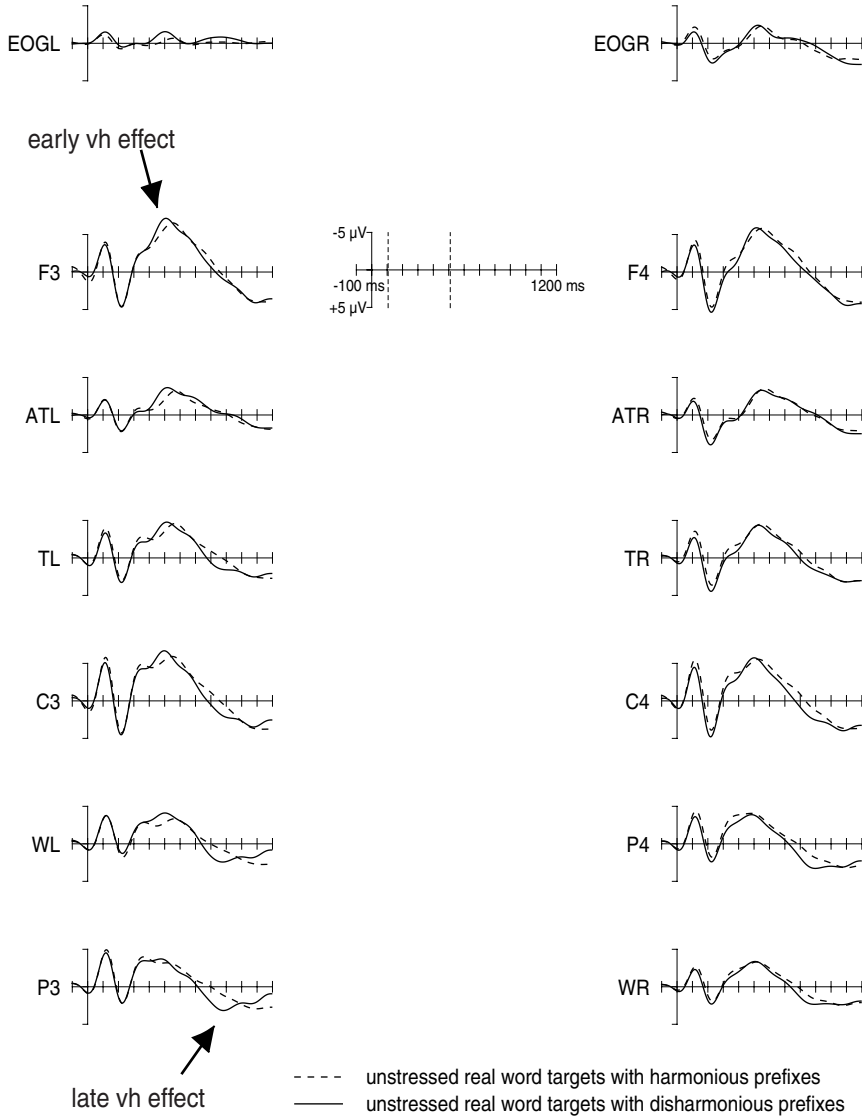 EOGL
EOGR
early vh effect
F3
-5 µV
-100 ms
1200 ms
+5 µV
F4
ATL
ATR
TL
TR
C3
C4
WL
P4
P3
WR
late vh effect
unstressed real word targets with harmonious prefixes
unstressed real word targets with disharmonious prefixes